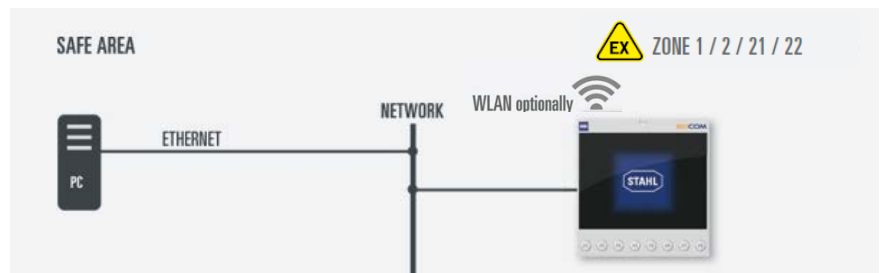 SAFE AREA
EX ZONE 1 / 2 / 21 / 22
WLAN optionally
NETWORK
ETHERNET
PC
STAHL